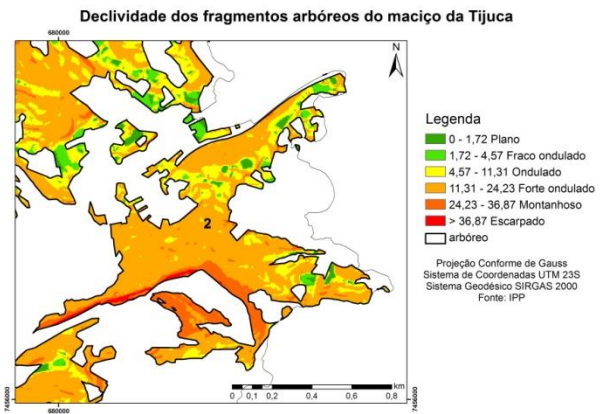 Declividade dos fragmentos arbóreos do maciço da Tijuca
680000
N
2
Legenda
0 - 1,72 Plano
1,72 - 4,57 Fraco ondulado
4,57 - 11,31 Ondulado
11,31 - 24,23 Forte ondulado
24,23 - 36,87 Montanhoso
> 36,87 Escarpado
arbóreo
Projeção Conforme de Gauss
Sistema de Coordenadas UTM 23S
Sistema Geodésico SIRGAS 2000
Fonte: IPP
km
0 0,1 0,2 0,4 0,6 0,8
7456000
7456000
680000